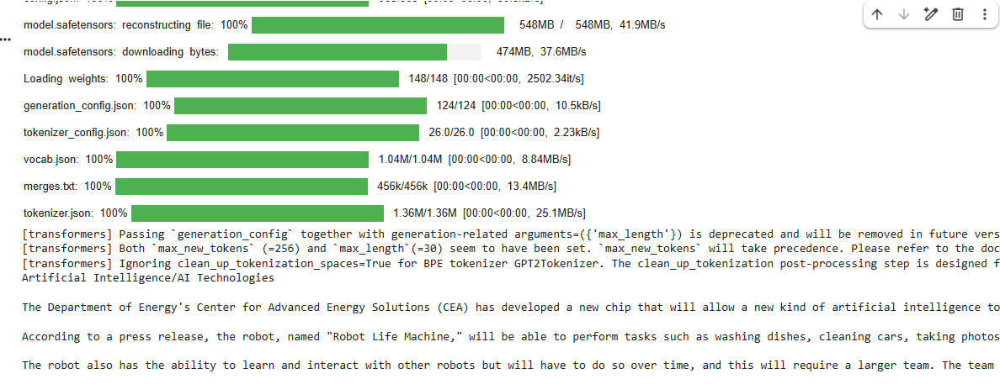 model.safetensors: reconstructing file: 100% 548MB / 548MB, 41.9MB/s
model.safetensors: downloading bytes: 474MB, 37.6MB/s
Loading weights: 100% 148/148 [00:00<00:00, 2502.34it/s]
generation_config.json: 100% 124/124 [00:00<00:00, 10.5kB/s]
tokenizer_config.json: 100% 26.0/26.0 [00:00<00:00, 2.23kB/s]
vocab.json: 100% 1.04M/1.04M [00:00<00:00, 8.84MB/s]
merges.txt: 100% 456k/456k [00:00<00:00, 13.4MB/s]
tokenizer.json: 100% 1.36M/1.36M [00:00<00:00, 25.1MB/s]
[transformers] Passing `generation_config` together with generation-related arguments=({'max_length'}) is deprecated and will be removed in future vers
[transformers] Both `max_new_tokens` (=256) and `max_length`(=30) seem to have been set. `max_new_tokens` will take precedence. Please refer to the doc
[transformers] Ignoring clean_up_tokenization_spaces=True for BPE tokenizer GPT2Tokenizer. The clean_up_tokenization post-processing step is designed f
Artificial Intelligence/AI Technologies
The Department of Energy's Center for Advanced Energy Solutions (CEA) has developed a new chip that will allow a new kind of artificial intelligence to
According to a press release, the robot, named "Robot Life Machine," will be able to perform tasks such as washing dishes, cleaning cars, taking photos
The robot also has the ability to learn and interact with other robots but will have to do so over time, and this will require a larger team. The team